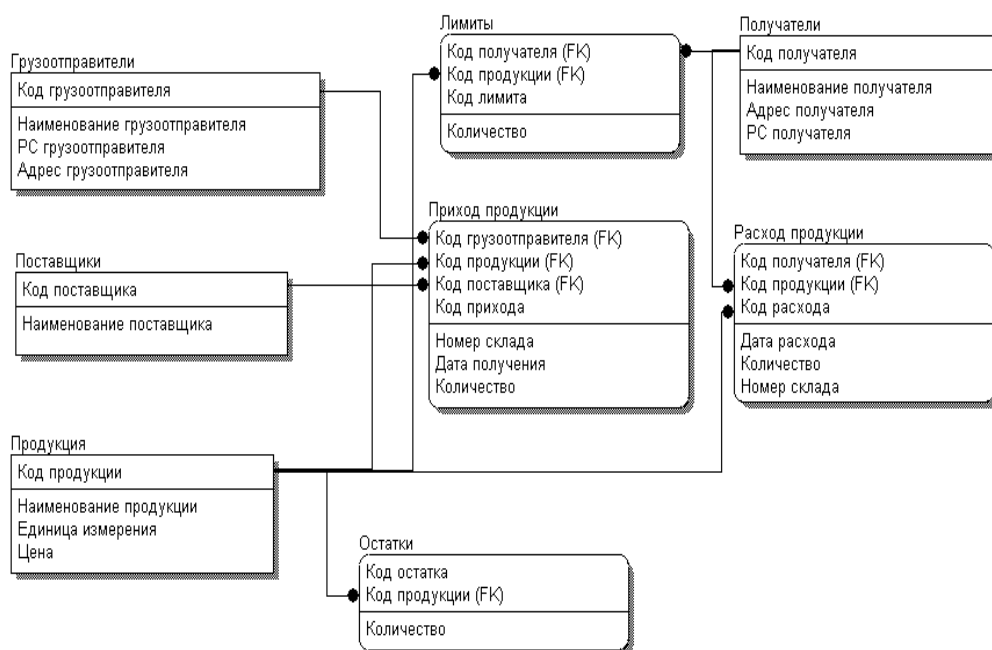 Грузоотправители
Код грузоотправителя
Наименование грузоотправителя
РС грузоотправителя
Адрес грузоотправителя
Лимиты
Код получателя (FK)
Код продукции (FK)
Код лимита
Количество
Получатели
Код получателя
Наименование получателя
Адрес получателя
РС получателя
Поставщики
Код поставщика
Наименование поставщика
Приход продукции
Код грузоотправителя (FK)
Код продукции (FK)
Код поставщика (FK)
Код прихода
Номер склада
Дата получения
Количество
Расход продукции
Код получателя (FK)
Код продукции (FK)
Код расхода
Дата расхода
Количество
Номер склада
Продукция
Код продукции
Наименование продукции
Единица измерения
Цена
Остатки
Код остатка
Код продукции (FK)
Количество